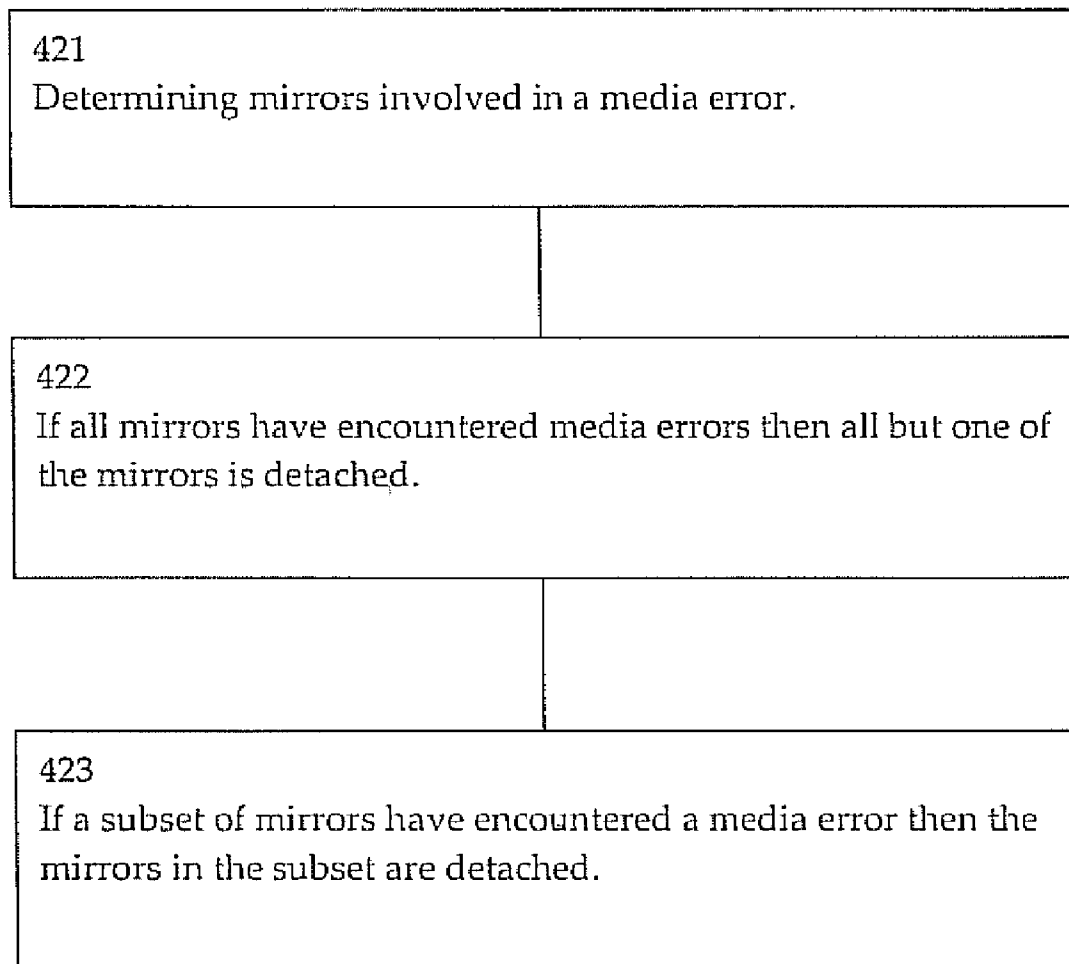 421
Determining mirrors involved in a media error.
422
If all mirrors have encountered media errors then all but one of
the mirrors is detached.
423
If a subset of mirrors have encountered a media error then the
mirrors in the subset are detached.